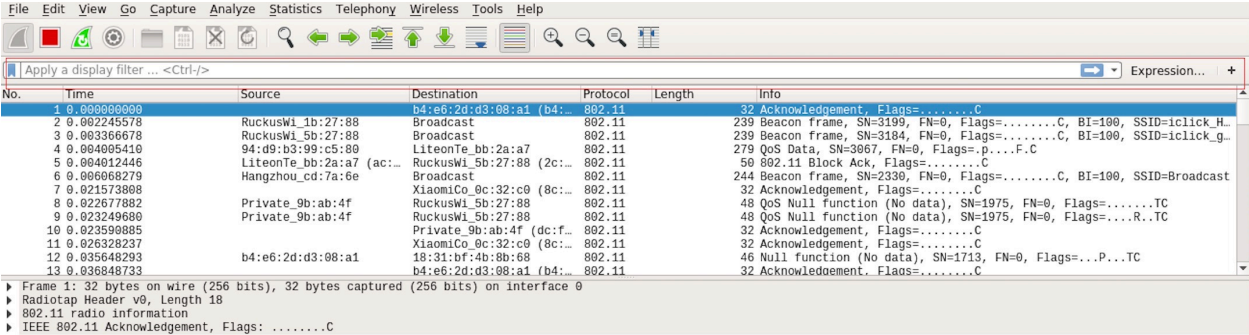 File Edit View Go Capture Analyze Statistics Telephony Wireless Tools Help
Apply a display filter ... <Ctrl-/> Expression... +
No. Time Source Destination Protocol Length Info
1 0.000000000 b4:e6:2d:d3:08:a1 (b4:… 802.11 32 Acknowledgement, Flags=........C
2 0.002245578 RuckusWi_1b:27:88 Broadcast 802.11 239 Beacon frame, SN=3199, FN=0, Flags=........C, BI=100, SSID=iclick_H…
3 0.003366678 RuckusWi_5b:27:88 Broadcast 802.11 239 Beacon frame, SN=3184, FN=0, Flags=........C, BI=100, SSID=iclick_g…
4 0.004005410 94:d9:b3:99:c5:80 LiteonTe_bb:2a:a7 802.11 279 QoS Data, SN=3067, FN=0, Flags=.p....F.C
5 0.004012446 LiteonTe_bb:2a:a7 (ac:… RuckusWi_5b:27:88 (2c:… 802.11 50 802.11 Block Ack, Flags=........C
6 0.006068279 Hangzhou_cd:7a:6e Broadcast 802.11 244 Beacon frame, SN=2330, FN=0, Flags=........C, BI=100, SSID=Broadcast
7 0.021573808 XiaomiCo_0c:32:c0 (8c:… 802.11 32 Acknowledgement, Flags=........C
8 0.022677882 Private_9b:ab:4f RuckusWi_5b:27:88 802.11 48 QoS Null function (No data), SN=1975, FN=0, Flags=.......TC
9 0.023249680 Private_9b:ab:4f RuckusWi_5b:27:88 802.11 48 QoS Null function (No data), SN=1975, FN=0, Flags=....R..TC
10 0.023590885 Private_9b:ab:4f (dc:f… 802.11 32 Acknowledgement, Flags=........C
11 0.026328237 XiaomiCo_0c:32:c0 (8c:… 802.11 32 Acknowledgement, Flags=........C
12 0.035648293 b4:e6:2d:d3:08:a1 18:31:bf:4b:8b:68 802.11 46 Null function (No data), SN=1713, FN=0, Flags=...P...TC
13 0.036848733 b4:e6:2d:d3:08:a1 (b4:… 802.11 32 Acknowledgement, Flags=........C
Frame 1: 32 bytes on wire (256 bits), 32 bytes captured (256 bits) on interface 0
Radiotap Header v0, Length 18
802.11 radio information
IEEE 802.11 Acknowledgement, Flags: ........C